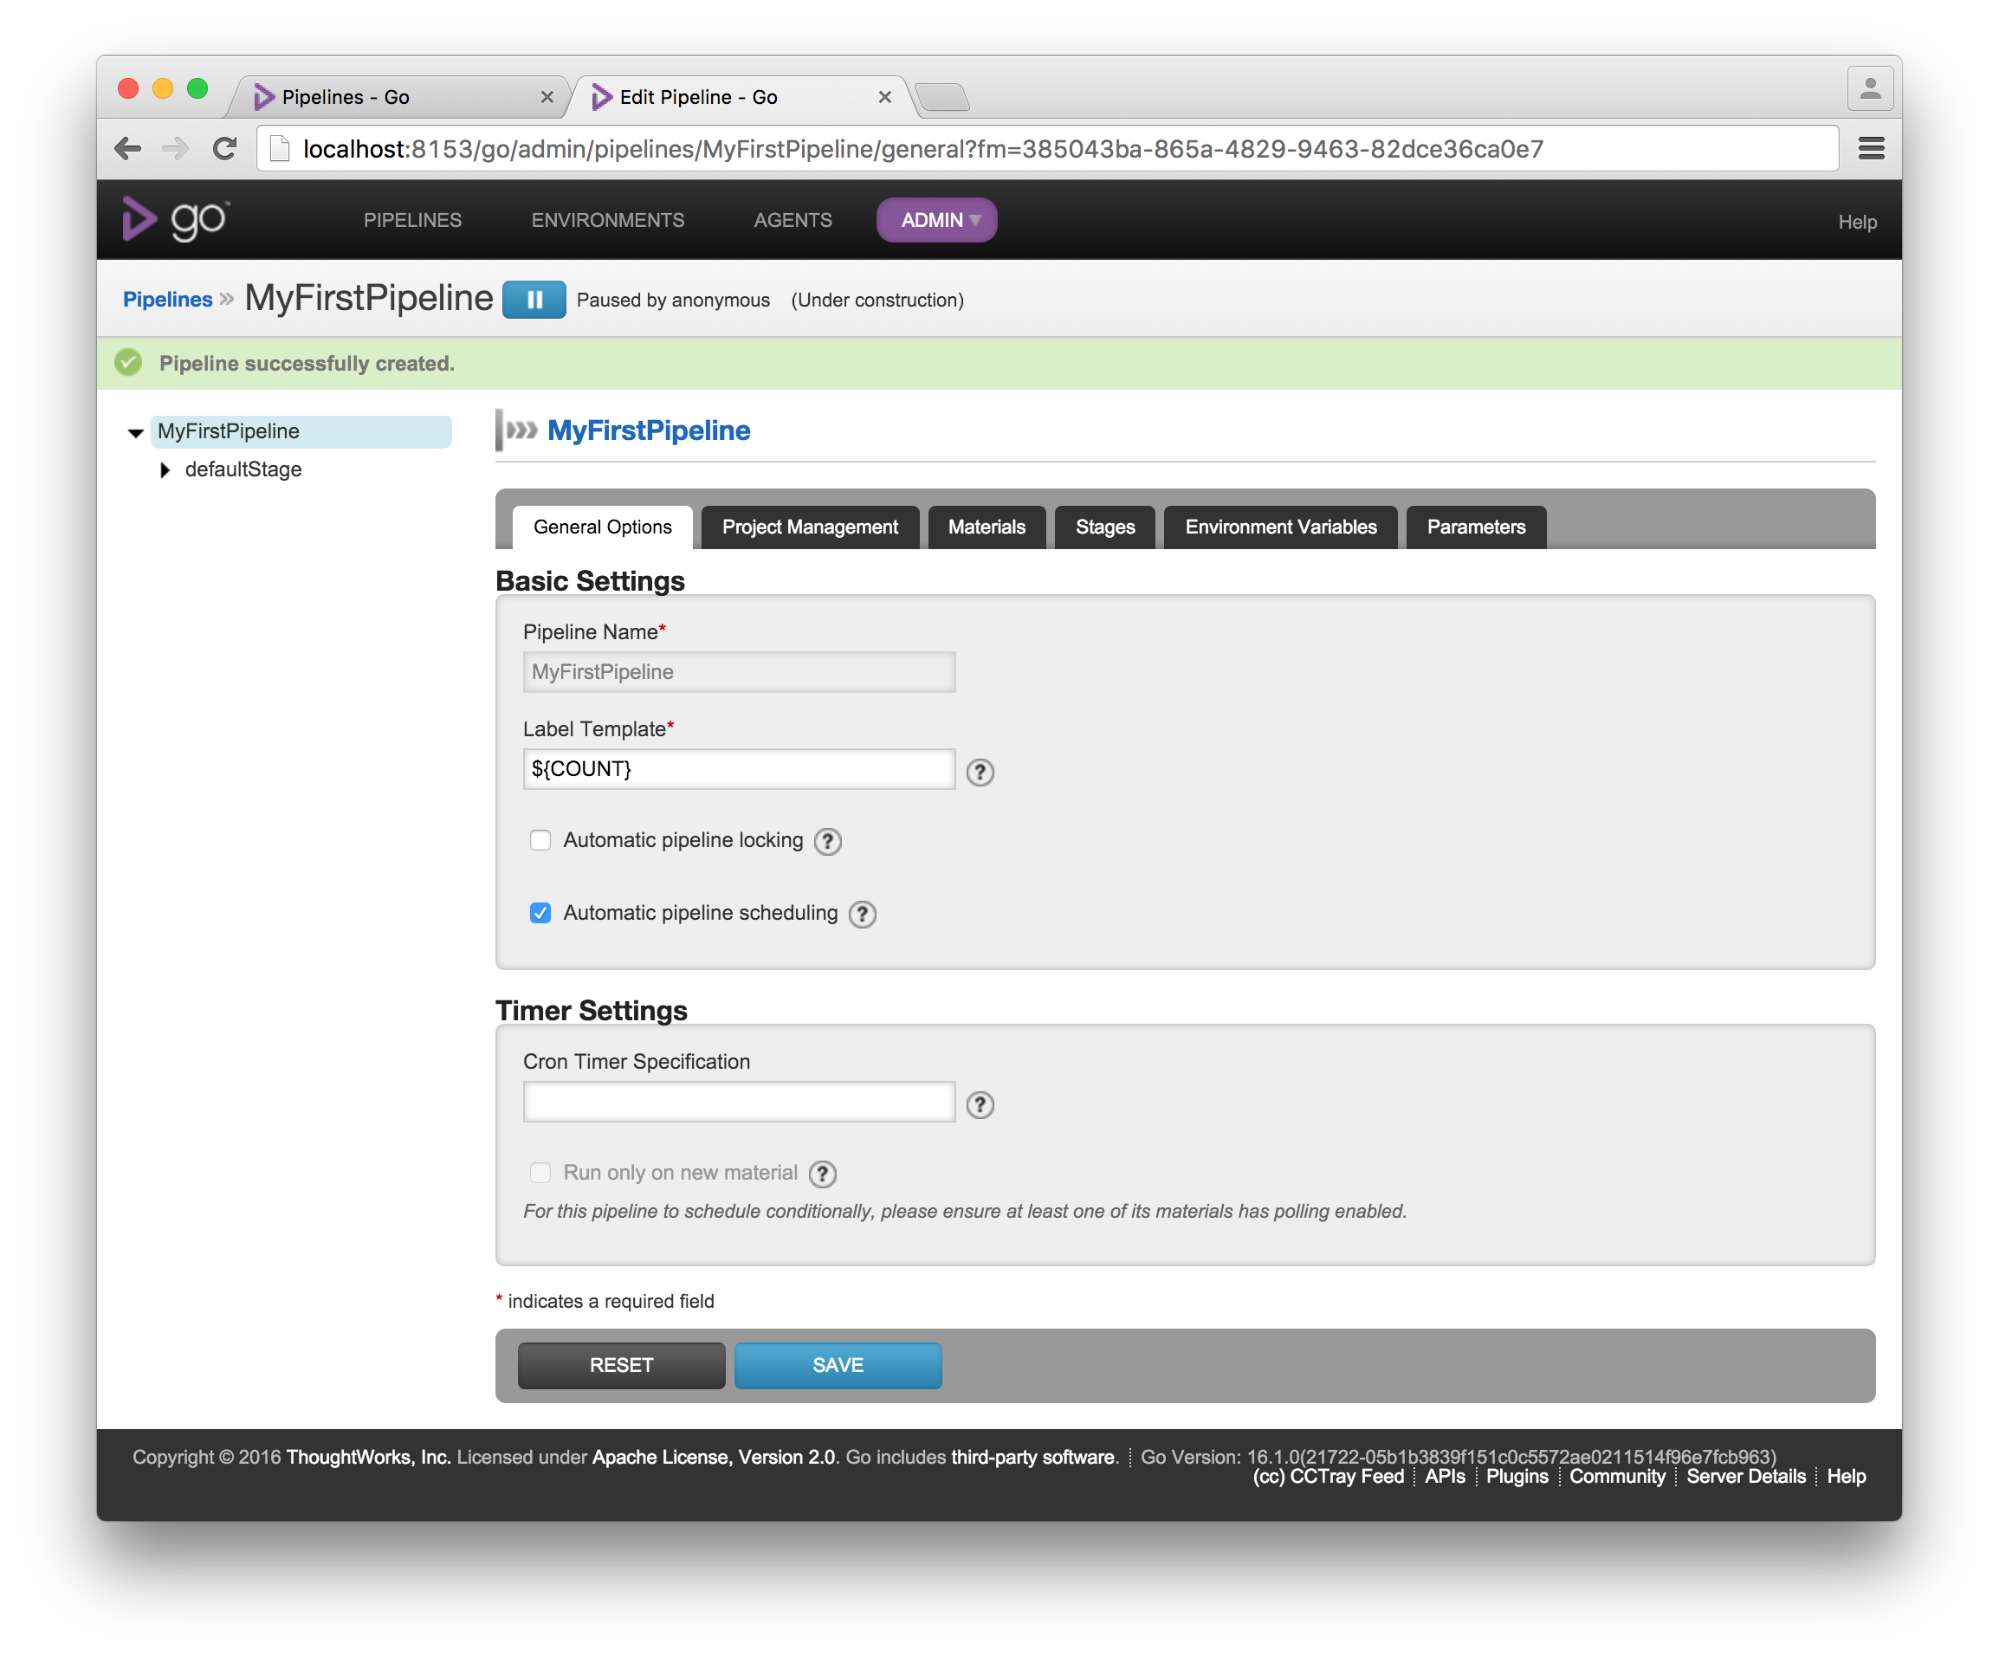 Pipelines - Go
Edit Pipeline - Go
localhost:8153/go/admin/pipelines/MyFirstPipeline/general?fm=385043ba-865a-4829-9463-82dce36ca0e7
go™ PIPELINES ENVIRONMENTS AGENTS ADMIN Help
Pipelines » MyFirstPipeline Paused by anonymous (Under construction)
Pipeline successfully created.
MyFirstPipeline
defaultStage
MyFirstPipeline
General Options Project Management Materials Stages Environment Variables Parameters
Basic Settings
Pipeline Name*
MyFirstPipeline
Label Template*
${COUNT}
?
Automatic pipeline locking ?
Automatic pipeline scheduling ?
Timer Settings
Cron Timer Specification
?
Run only on new material ?
For this pipeline to schedule conditionally, please ensure at least one of its materials has polling enabled.
* indicates a required field
RESET SAVE
Copyright © 2016 ThoughtWorks, Inc. Licensed under Apache License, Version 2.0. Go includes third-party software. Go Version: 16.1.0(21722-05b1b3839f151c0c5572ae0211514f96e7fcb963)
(cc) CCTray Feed APIs Plugins Community Server Details Help